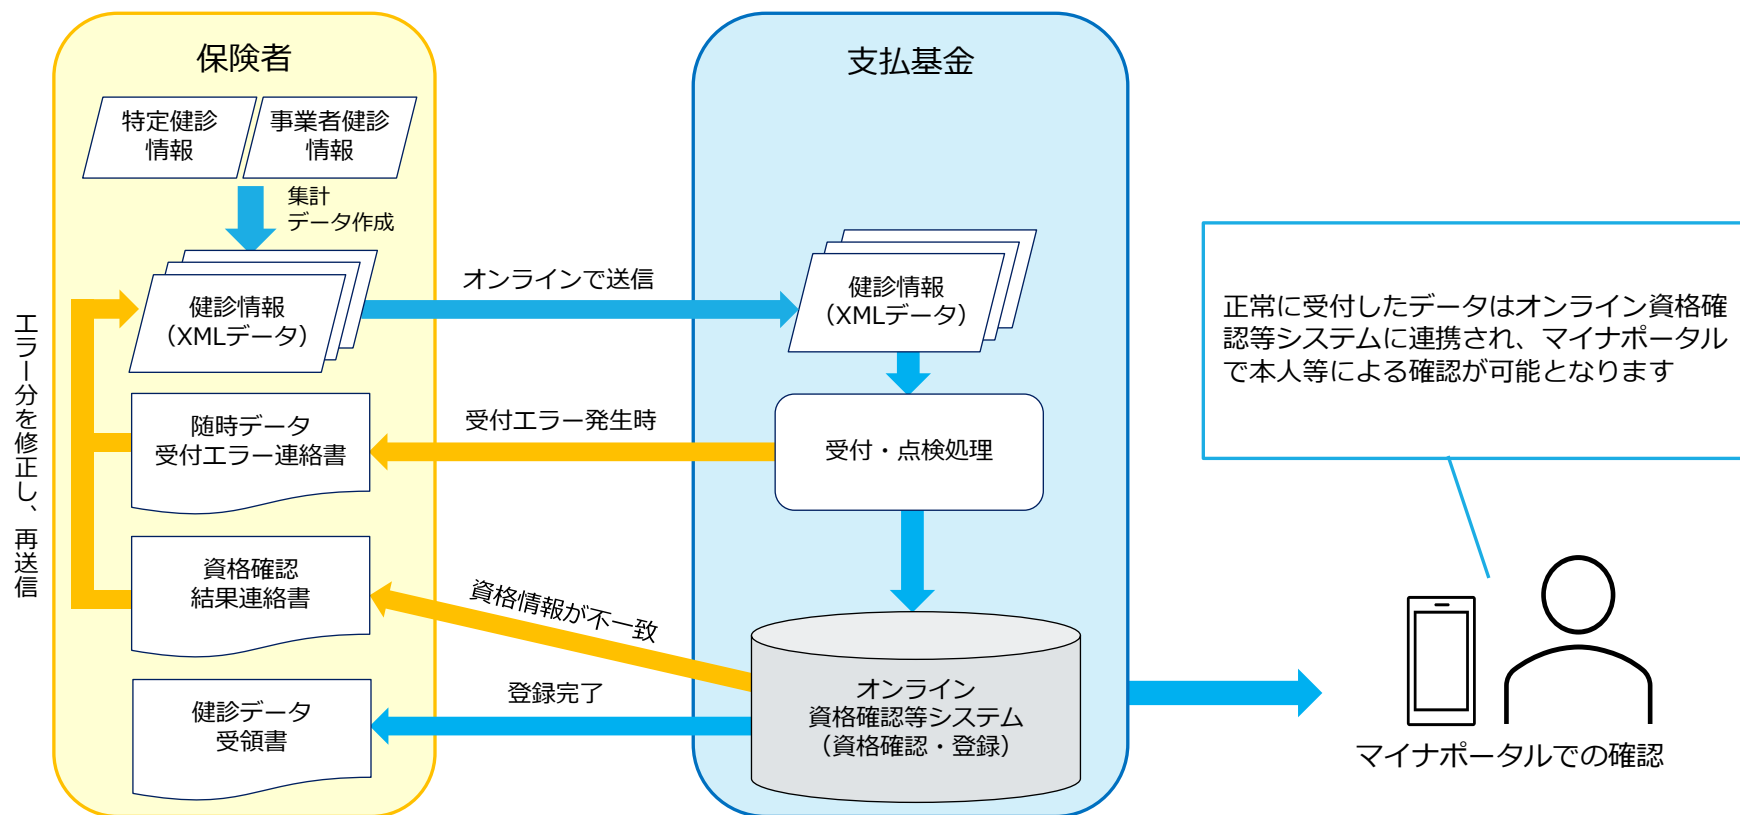 保険者
特定健診
情報
事業者健診
情報
集計
データ作成
健診情報
（XMLデータ）
随時データ
受付エラー連絡書
資格確認
結果連絡書
健診データ
受領書
エラー分を修正し、再送信
オンラインで送信
受付エラー発生時
資格情報が不一致
登録完了
支払基金
健診情報
（XMLデータ）
受付・点検処理
オンライン
資格確認等システム
（資格確認・登録）
正常に受付したデータはオンライン資格確
認等システムに連携され、マイナポータル
で本人等による確認が可能となります
マイナポータルでの確認